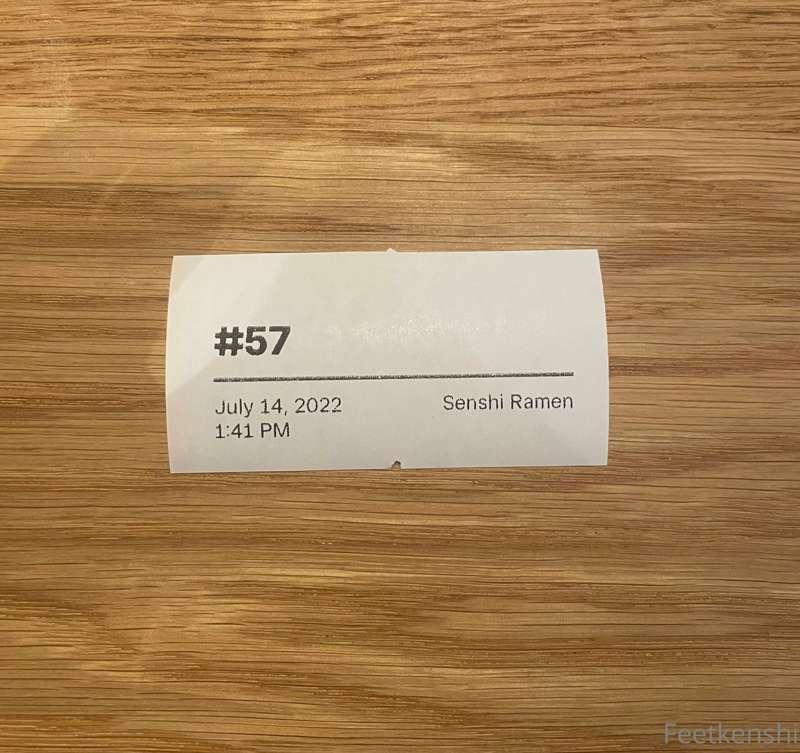 #57
July 14, 2022 Senshi Ramen
1:41 PM
Feetkenshi